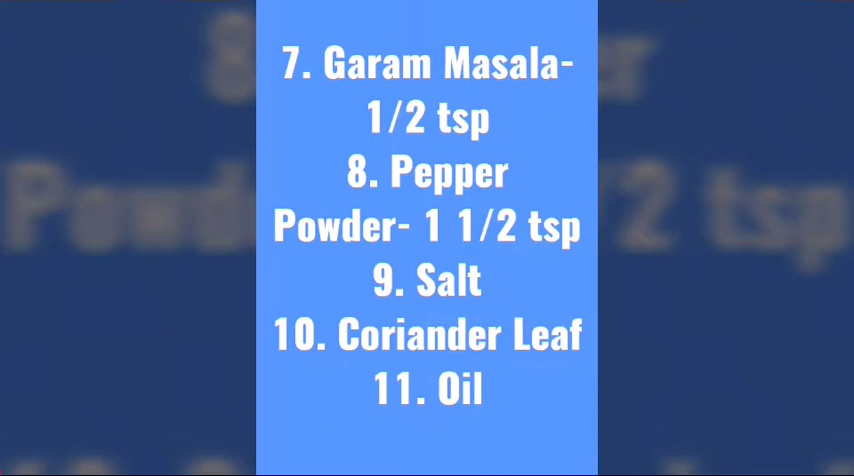 7. Garam Masala-
1/2 tsp
8. Pepper
Powder- 1 1/2 tsp
9. Salt
10. Coriander Leaf
11. Oil